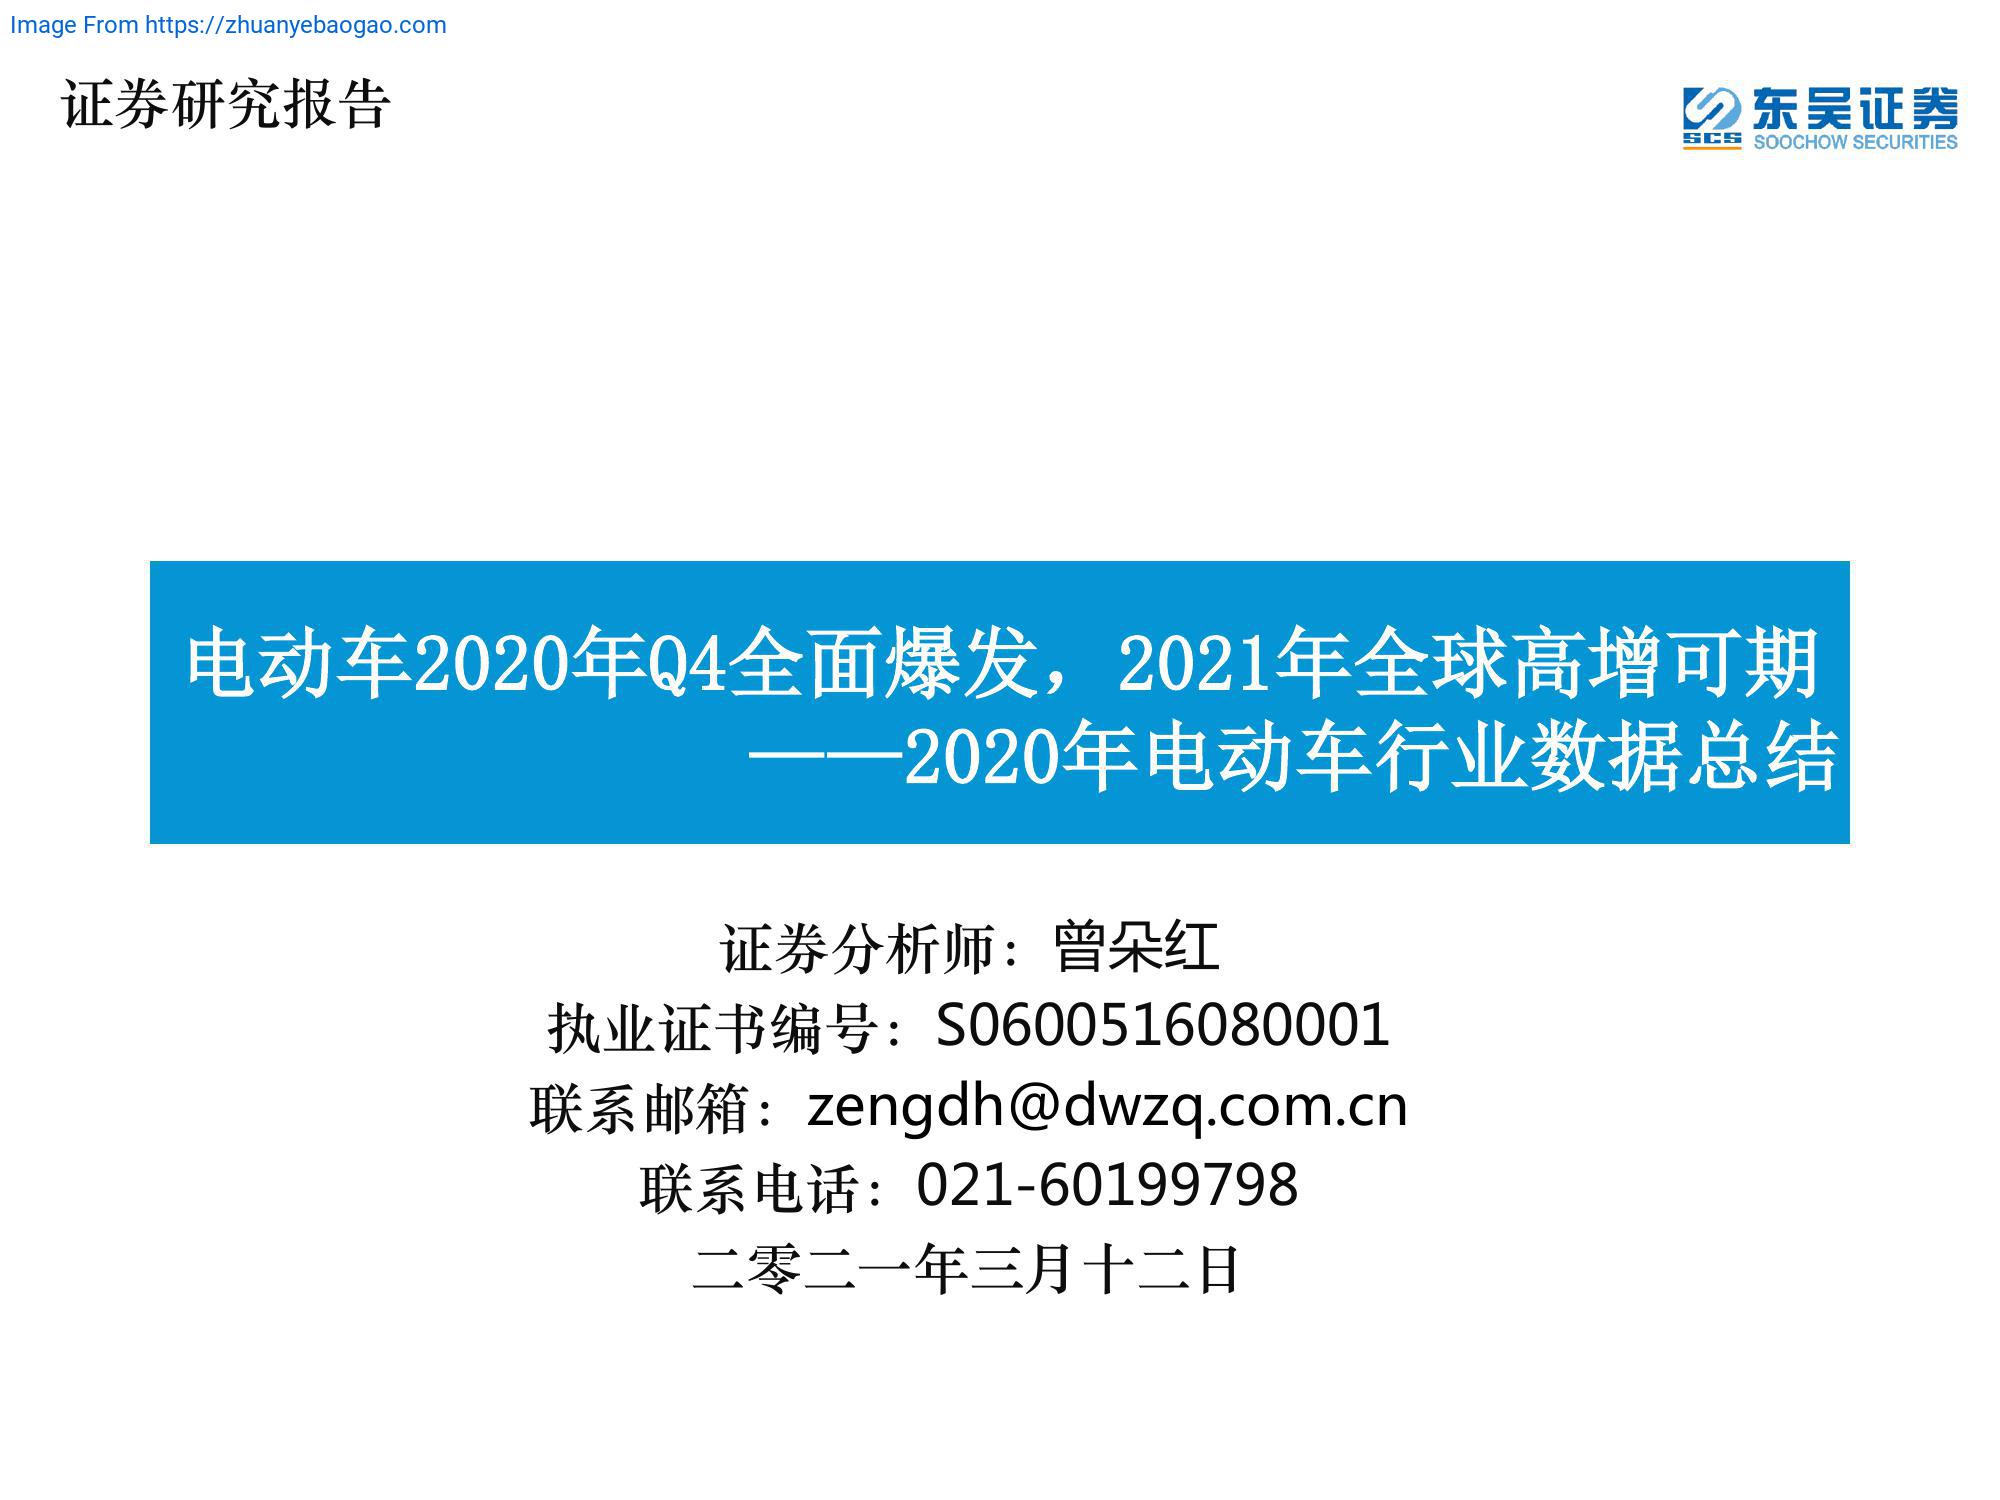 Image From https://zhuanyebaogao.com
证券研究报告
东吴证券
SCS
SOOCHOW SECURITIES
电动车2020年Q4全面爆发，2021年全球高增可期
——2020年电动车行业数据总结
证券分析师：曾朵红
执业证书编号：S0600516080001
联系邮箱：zengdh@dwzq.com.cn
联系电话：021-60199798
二零二一年三月十二日